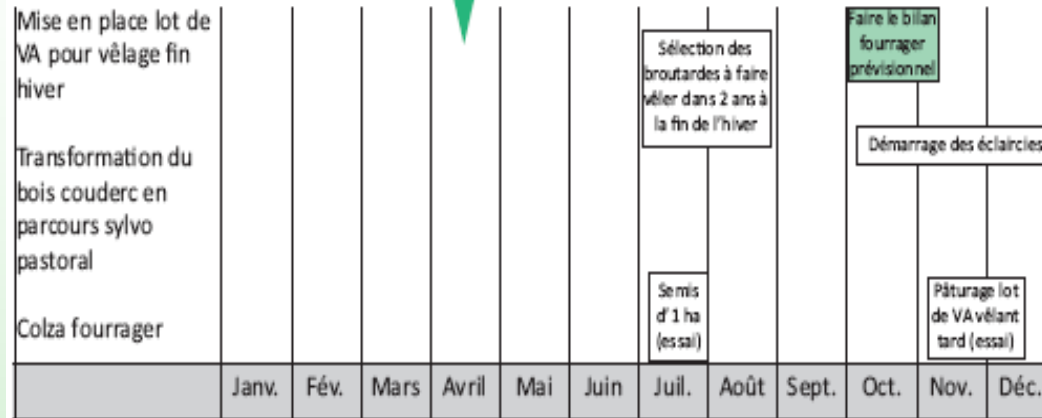 Mise en place lot de
VA pour vêlage fin
hiver
Sélection des
broutardes à faire
vêler dans 2 ans à
la fin de l'hiver
Faire le bilan
fourrager
prévisionnel
Transformation du
bois couderc en
parcours sylvo
pastoral
Démarrage des éclaircies
Colza fourrager
Semis
d'1 ha
(essai)
Pâturage lot
de VA vêlant
tard (essai)
Janv. Fév. Mars Avril Mai Juin Juil. Août Sept. Oct. Nov. Déc.